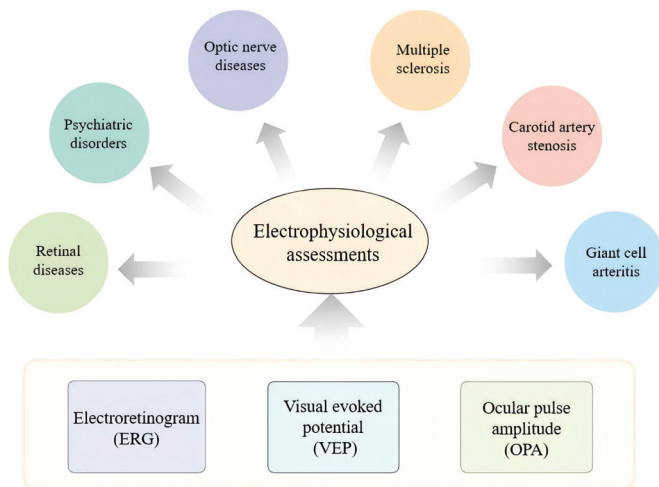 Optic nerve
diseases
Multiple
sclerosis
Psychiatric
disorders
Carotid artery
stenosis
Electrophysiological
assessments
Retinal
diseases
Giant cell
arteritis
Electroretinogram
(ERG)
Visual evoked
potential
(VEP)
Ocular pulse
amplitude
(OPA)